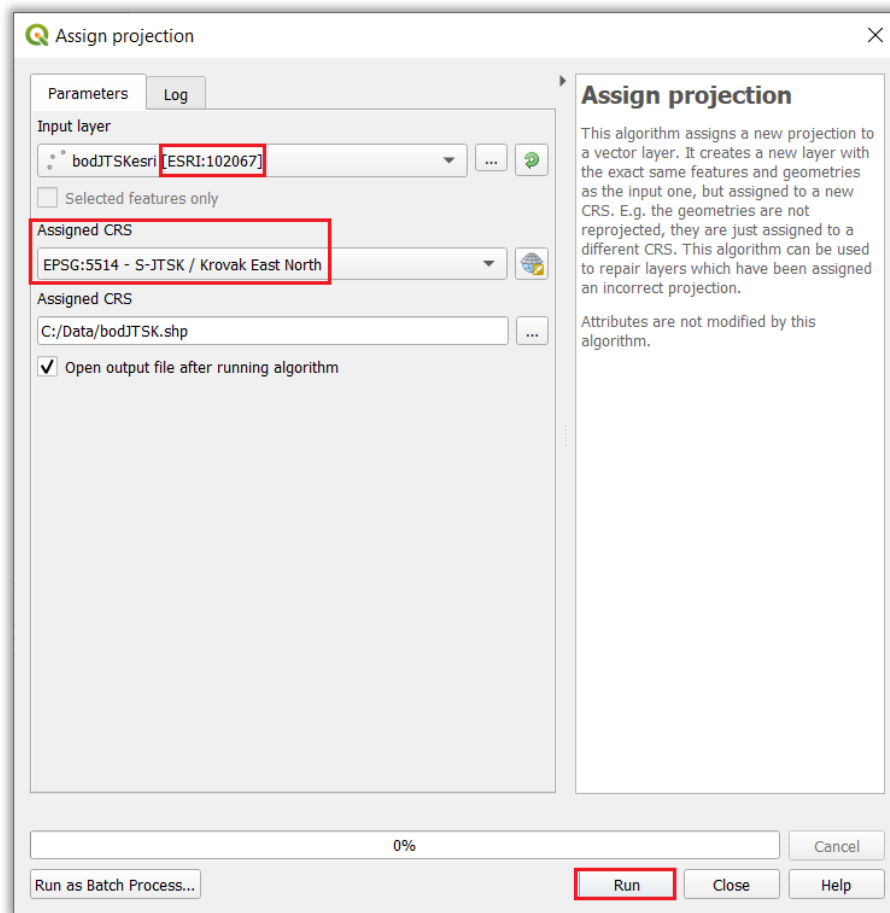 Assign projection
Parameters
Log
Input layer
bodJTSKesri [ESRI:102067]
...
Selected features only
Assigned CRS
EPSG:5514 - S-JTSK / Krovak East North
Assigned CRS
C:/Data/bodJTSK.shp
...
Open output file after running algorithm
Assign projection
This algorithm assigns a new projection to
a vector layer. It creates a new layer with
the exact same features and geometries
as the input one, but assigned to a new
CRS. E.g. the geometries are not
reprojected, they are just assigned to a
different CRS. This algorithm can be used
to repair layers which have been assigned
an incorrect projection.
Attributes are not modified by this
algorithm.
0%
Cancel
Run as Batch Process...
Run
Close
Help